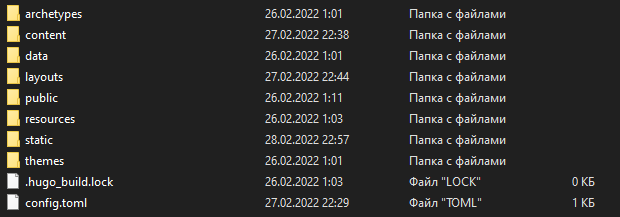 archetypes 26.02.2022 1:01 Папка с файлами
content 27.02.2022 22:38 Папка с файлами
data 26.02.2022 1:01 Папка с файлами
layouts 27.02.2022 22:44 Папка с файлами
public 26.02.2022 1:11 Папка с файлами
resources 26.02.2022 1:03 Папка с файлами
static 28.02.2022 22:57 Папка с файлами
themes 26.02.2022 1:01 Папка с файлами
.hugo_build.lock 26.02.2022 1:03 Файл "LOCK" 0 КБ
config.toml 27.02.2022 22:29 Файл "TOML" 1 КБ